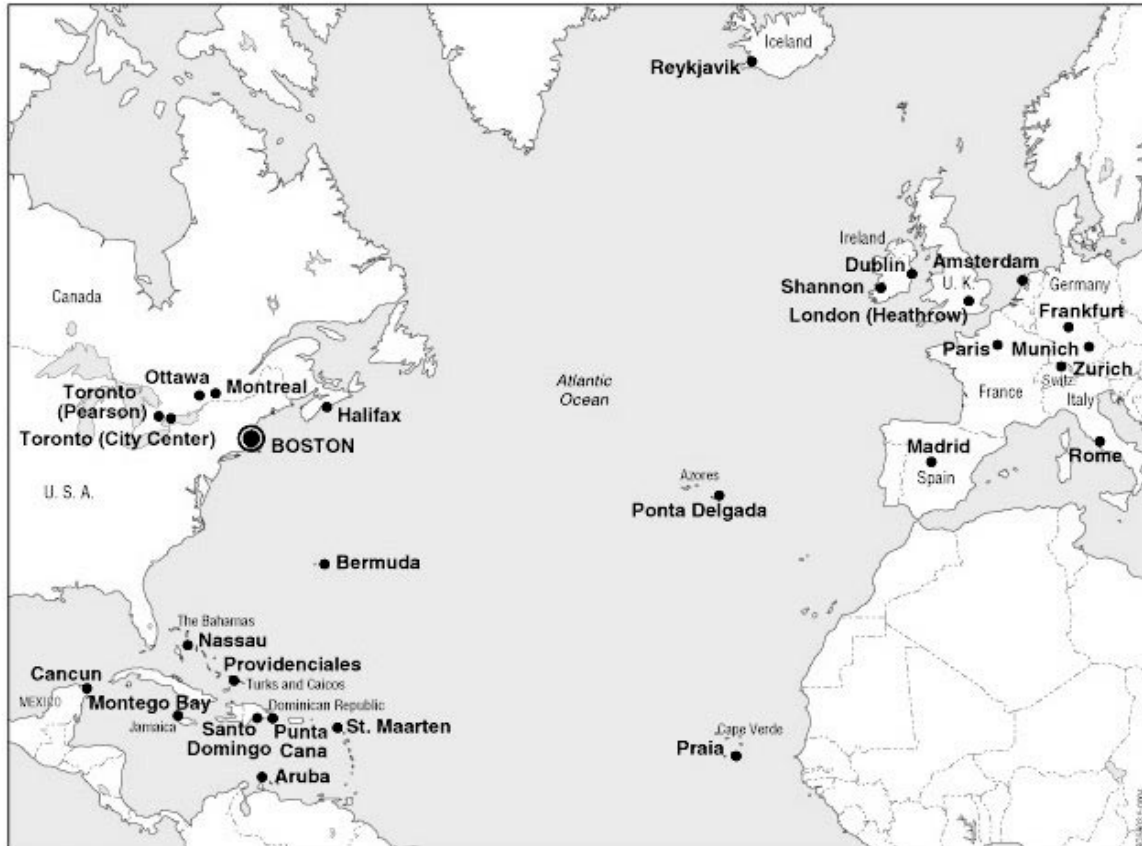 Iceland
Reykjavik
Ireland
Dublin
Amsterdam
Shannon
U. K.
Germany
London (Heathrow)
Frankfurt
Canada
Paris
Munich
Zurich
Switz.
Ottawa
Montreal
Atlantic
Ocean
France
Italy
Toronto
(Pearson)
Halifax
Toronto (City Center)
BOSTON
Madrid
Rome
Spain
U. S. A.
Azores
Ponta Delgada
Bermuda
The Bahamas
Nassau
Providenciales
Turks and Caicos
Cancun
MEXICO
Montego Bay
Jamaica
Dominican Republic
Santo
Domingo
Punta
Cana
St. Maarten
Cape Verde
Praia
Aruba